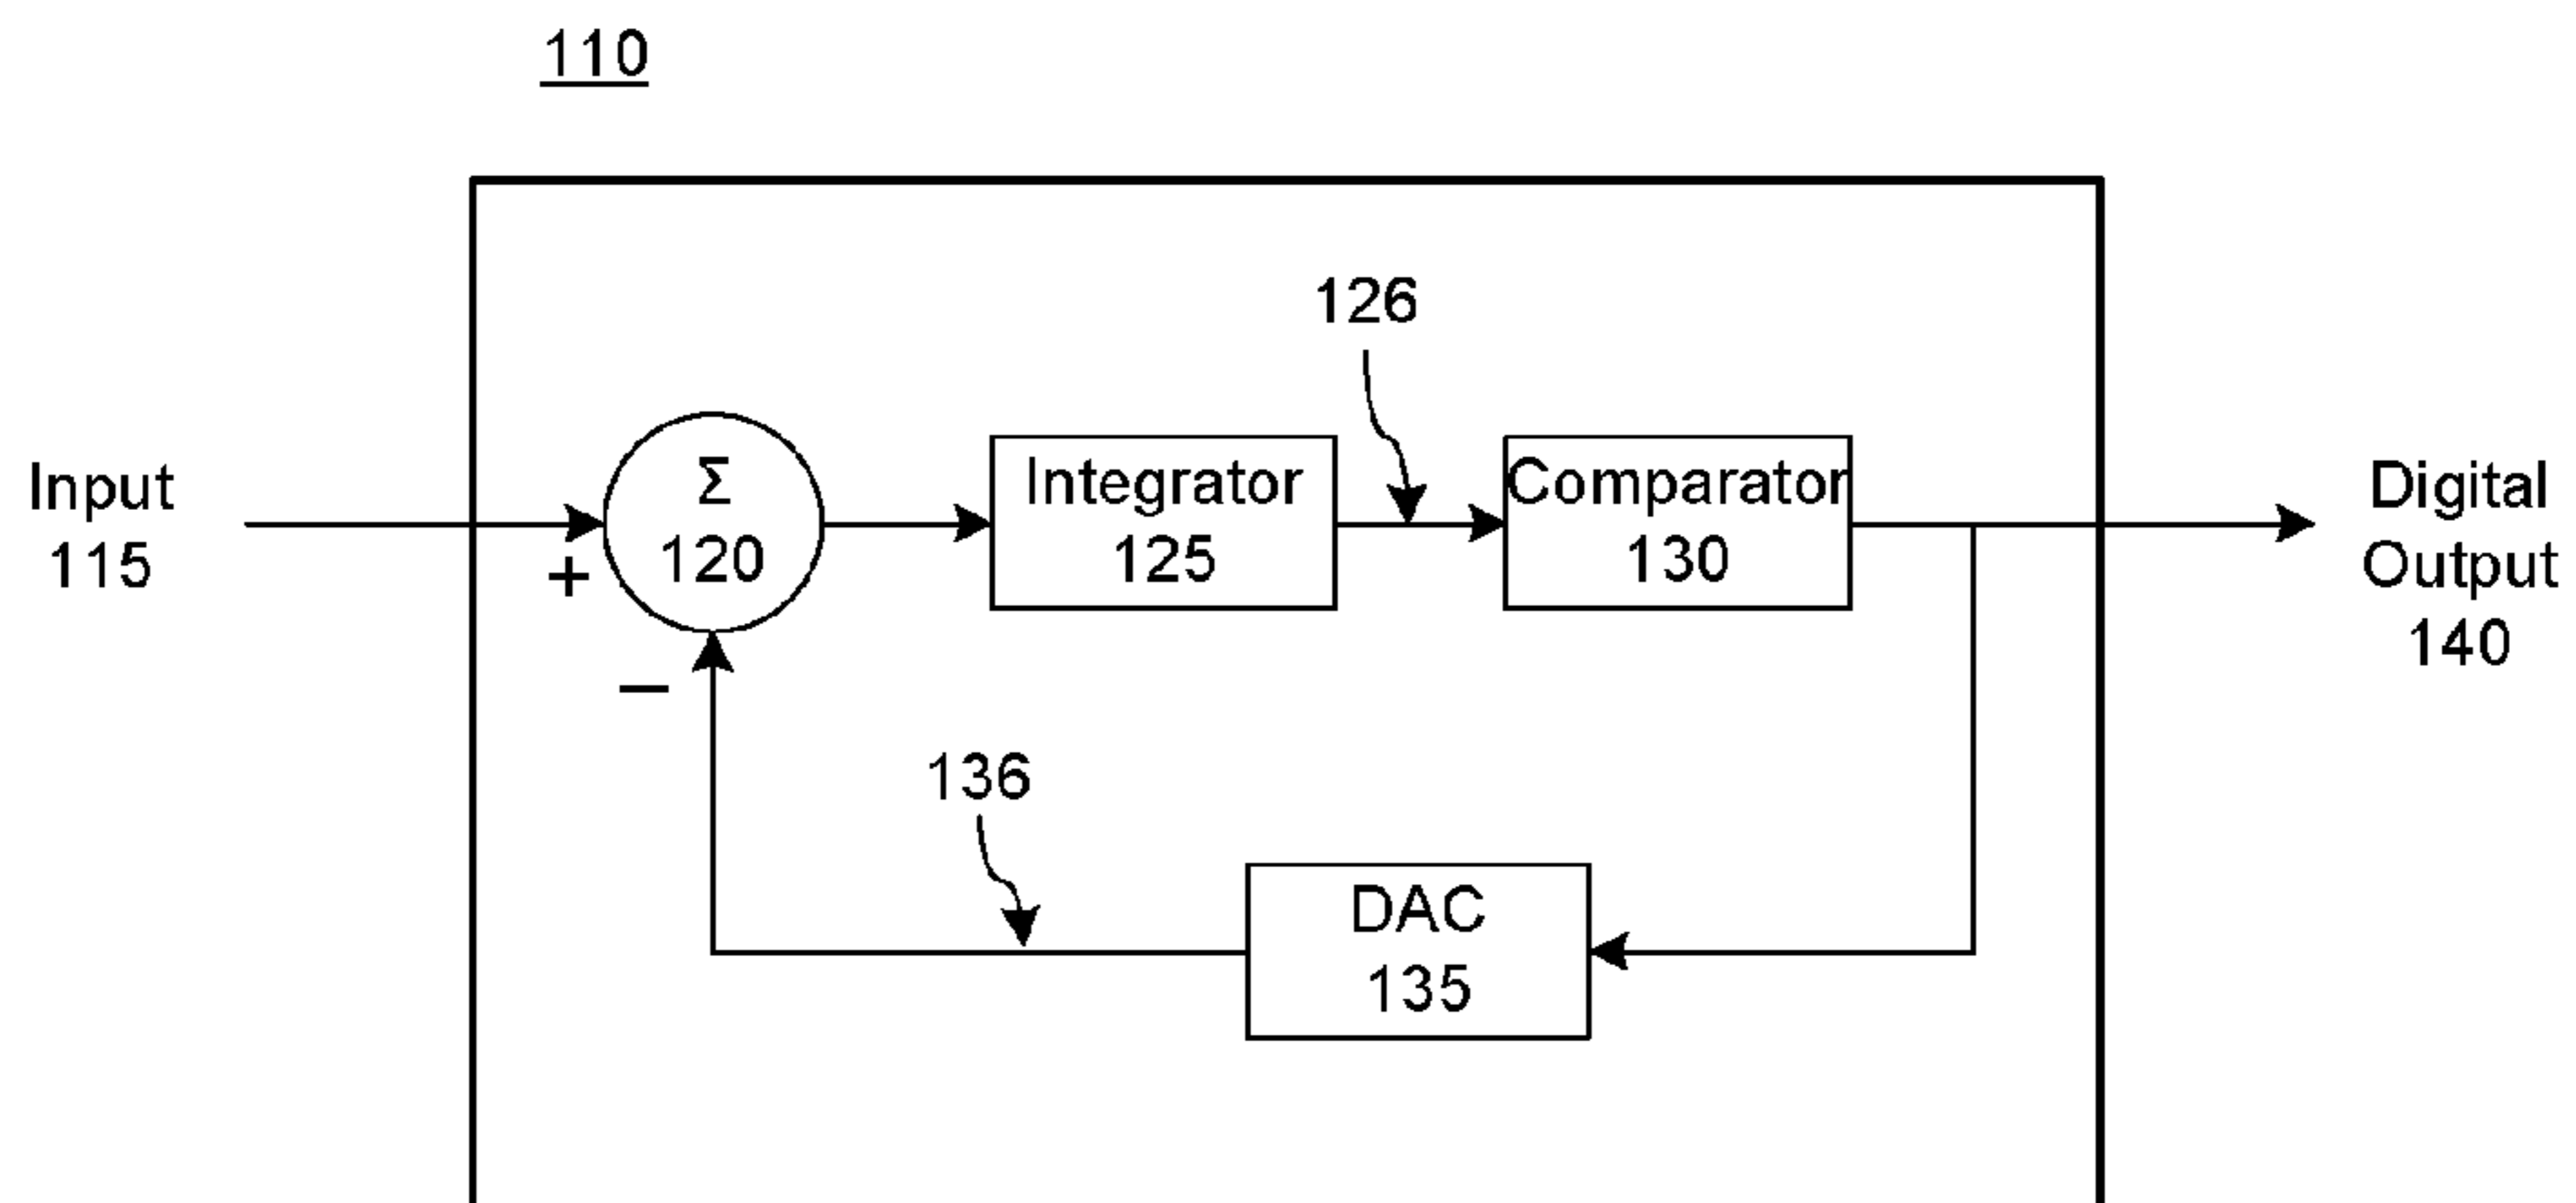 110
126
Input
115
+
Σ
120
Integrator
125
Comparator
130
Digital
Output
140
−
136
DAC
135